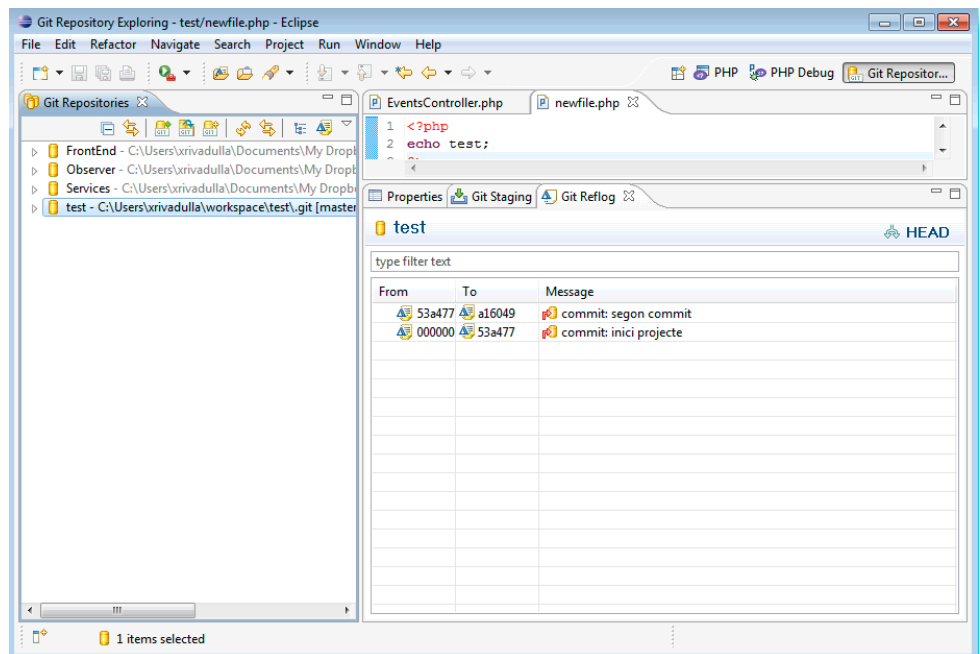 Git Repository Exploring - test/newfile.php - Eclipse
File Edit Refactor Navigate Search Project Run Window Help
PHP PHP Debug Git Repositor...
Git Repositories
FrontEnd - C:\Users\xrivadulla\Documents\My Dropb
Observer - C:\Users\xrivadulla\Documents\My Dropb
Services - C:\Users\xrivadulla\Documents\My Dropbo
test - C:\Users\xrivadulla\workspace\test\.git [master
EventsController.php newfile.php
1 <?php
2 echo test;
Properties Git Staging Git Reflog
test HEAD
type filter text
From To Message
53a477 a16049 commit: segon commit
000000 53a477 commit: inici projecte
1 items selected